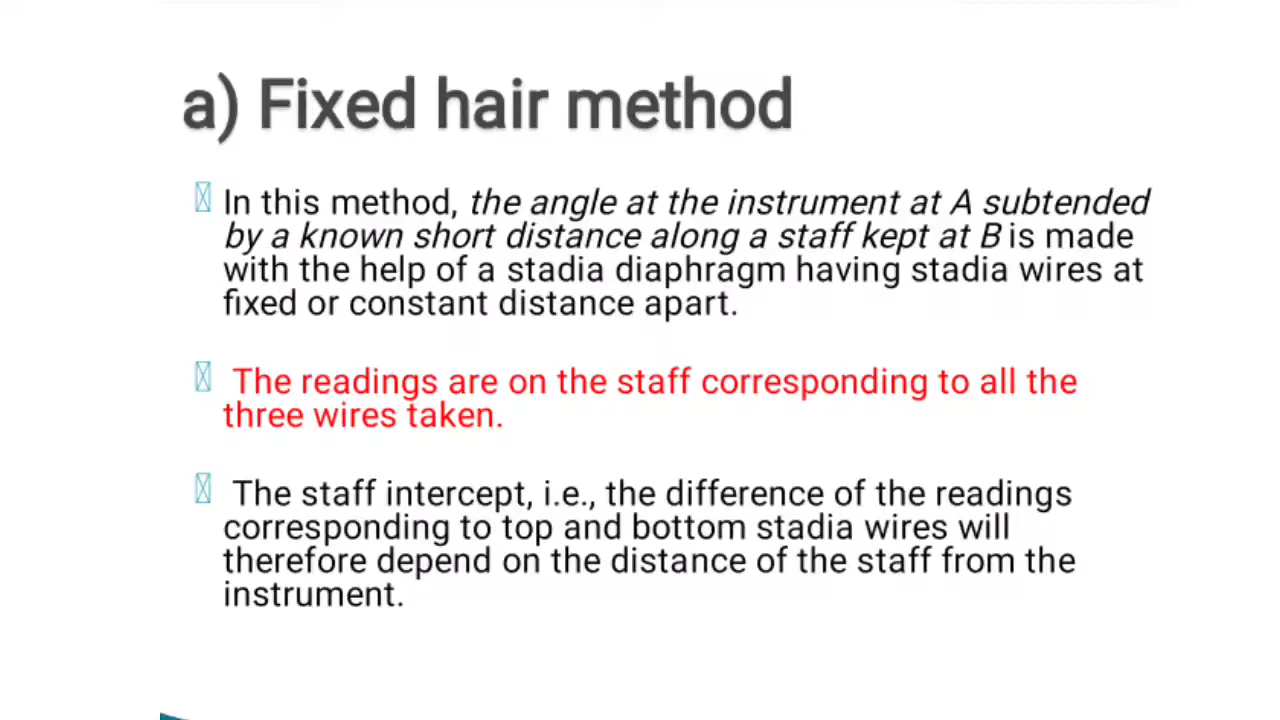 a) Fixed hair method
In this method, the angle at the instrument at A subtended
by a known short distance along a staff kept at B is made
with the help of a stadia diaphragm having stadia wires at
fixed or constant distance apart.
The readings are on the staff corresponding to all the
three wires taken.
The staff intercept, i.e., the difference of the readings
corresponding to top and bottom stadia wires will
therefore depend on the distance of the staff from the
instrument.